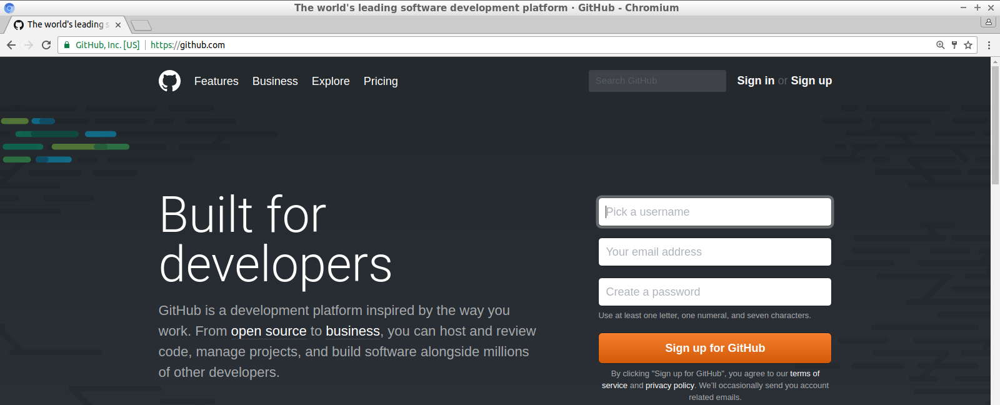 The world's leading software development platform · GitHub - Chromium
The world's leading s
GitHub, Inc. [US] https://github.com
Features Business Explore Pricing Search GitHub Sign in or Sign up
Built for
developers
GitHub is a development platform inspired by the way you
work. From open source to business, you can host and review
code, manage projects, and build software alongside millions
of other developers.
Pick a username
Your email address
Create a password
Use at least one letter, one numeral, and seven characters.
Sign up for GitHub
By clicking "Sign up for GitHub", you agree to our terms of
service and privacy policy. We'll occasionally send you account
related emails.